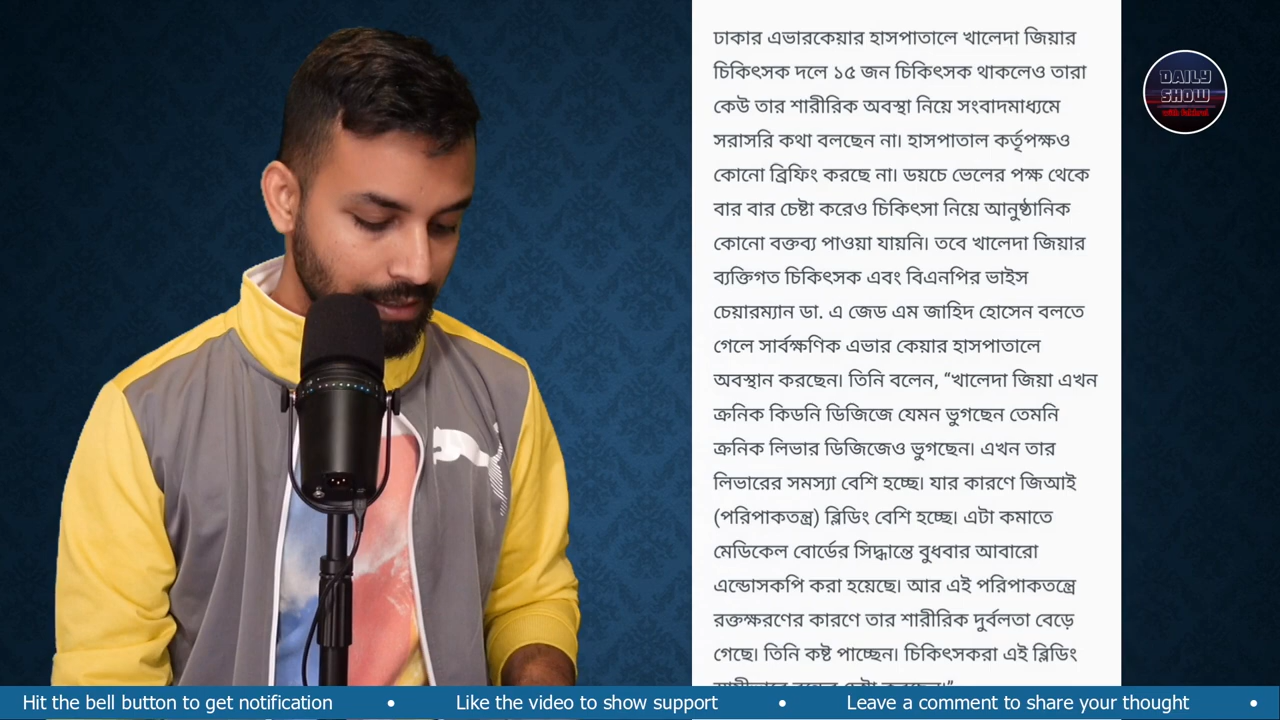 ঢাকার এভারকেয়ার হাসপাতালে খালেদা জিয়ার
চিকিৎসক দলে ১৫ জন চিকিৎসক থাকলেও তারা
কেউ তার শারীরিক অবস্থা নিয়ে সংবাদমাধ্যমে
সরাসরি কথা বলছেন না। হাসপাতাল কর্তৃপক্ষও
কোনো ব্রিফিং করছে না। ডয়চে ভেলের পক্ষ থেকে
বার বার চেষ্টা করেও চিকিৎসা নিয়ে আনুষ্ঠানিক
কোনো বক্তব্য পাওয়া যায়নি। তবে খালেদা জিয়ার
ব্যক্তিগত চিকিৎসক এবং বিএনপির ভাইস
চেয়ারম্যান ডা. এ জেড এম জাহিদ হোসেন বলতে
গেলে সার্বক্ষণিক এভার কেয়ার হাসপাতালে
অবস্থান করছেন। তিনি বলেন, “খালেদা জিয়া এখন
ক্রনিক কিডনি ডিজিজে যেমন ভুগছেন তেমনি
ক্রনিক লিভার ডিজিজেও ভুগছেন। এখন তার
লিভারের সমস্যা বেশি হচ্ছে। যার কারণে জিআই
(পরিপাকতন্ত্র) ব্লিডিং বেশি হচ্ছে। এটা কমাতে
মেডিকেল বোর্ডের সিদ্ধান্তে বুধবার আবারো
এন্ডোসকপি করা হয়েছে। আর এই পরিপাকতন্ত্রে
রক্তক্ষরণের কারণে তার শারীরিক দুর্বলতা বেড়ে
গেছে। তিনি কষ্ট পাচ্ছেন। চিকিৎসকরা এই ব্লিডিং
DAILY
SHOW
Hit the bell button to get notification • Like the video to show support • Leave a comment to share your thought •